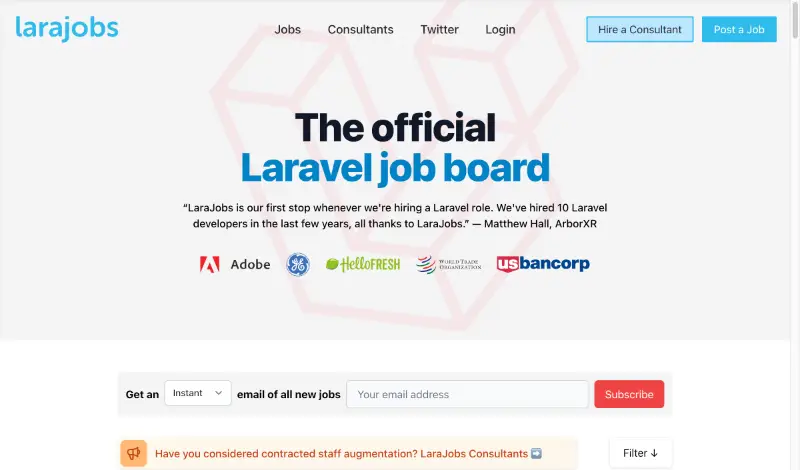 larajobs
Jobs
Consultants
Twitter
Login
Hire a Consultant
Post a Job
The official
Laravel job board
“LaraJobs is our first stop whenever we're hiring a Laravel role. We've hired 10 Laravel
developers in the last few years, all thanks to LaraJobs.” — Matthew Hall, ArborXR
Adobe
GE
HelloFRESH
WORLD TRADE
ORGANIZATION
usbancorp
Get an
Instant
email of all new jobs
Your email address
Subscribe
Have you considered contracted staff augmentation? LaraJobs Consultants ➡️
Filter ↓